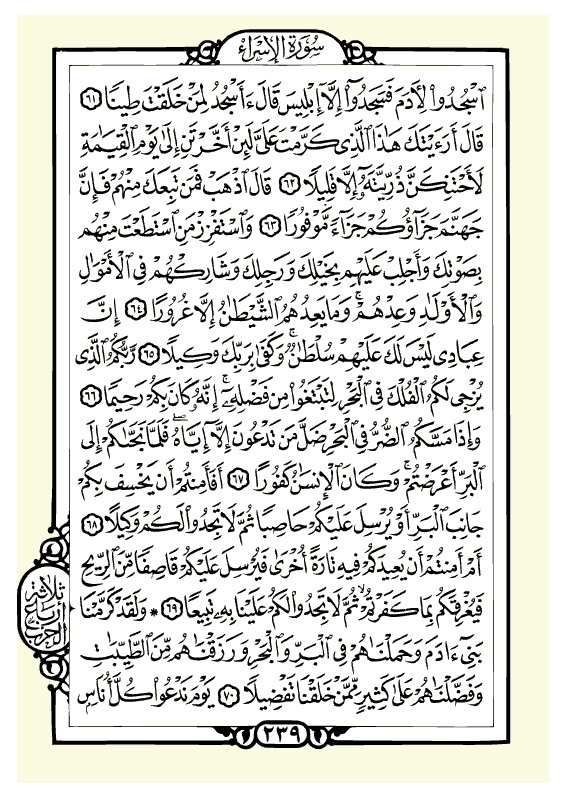 سُورَةُ الإِسْرَاءِ
ٱسْجُدُوا۟ لِأَدَمَ فَسَجَدُوٓا۟ إِلَّآ إِبْلِيسَ قَالَ ءَأَسْجُدُ لِمَنْ خَلَقْتَ طِينًا ٦١
قَالَ أَرَءَيْتَكَ هَٰذَا ٱلَّذِى كَرَّمْتَ عَلَىَّ لَئِنْ أَخَّرْتَنِ إِلَىٰ يَوْمِ ٱلْقِيَٰمَةِ
لَأَحْتَنِكَنَّ ذُرِّيَّتَهُۥٓ إِلَّا قَلِيلًا ٦٢ قَالَ ٱذْهَبْ فَمَن تَبِعَكَ مِنْهُمْ فَإِنَّ
جَهَنَّمَ جَزَآؤُكُمْ جَزَآءً مَّوْفُورًا ٦٣ وَٱسْتَفْزِزْ مَنِ ٱسْتَطَعْتَ مِنْهُم
بِصَوْتِكَ وَأَجْلِبْ عَلَيْهِم بِخَيْلِكَ وَرَجِلِكَ وَشَارِكْهُمْ فِى ٱلْأَمْوَٰلِ
وَٱلْأَوْلَٰدِ وَعِدْهُمْ ۚ وَمَا يَعِدُهُمُ ٱلشَّيْطَٰنُ إِلَّا غُرُورًا ٦٤ إِنَّ
عِبَادِى لَيْسَ لَكَ عَلَيْهِمْ سُلْطَٰنٌ ۚ وَكَفَىٰ بِرَبِّكَ وَكِيلًا ٦٥ رَّبُّكُمُ ٱلَّذِى
يُزْجِى لَكُمُ ٱلْفُلْكَ فِى ٱلْبَحْرِ لِتَبْتَغُوا۟ مِن فَضْلِهِۦٓ ۚ إِنَّهُۥ كَانَ بِكُمْ رَحِيمًا ٦٦
وَإِذَا مَسَّكُمُ ٱلضُّرُّ فِى ٱلْبَحْرِ ضَلَّ مَن تَدْعُونَ إِلَّآ إِيَّاهُ ۖ فَلَمَّا نَجَّىٰكُمْ إِلَى
ٱلْبَرِّ أَعْرَضْتُمْ ۚ وَكَانَ ٱلْإِنسَٰنُ كَفُورًا ٦٧ أَفَأَمِنتُمْ أَن يَخْسِفَ بِكُمْ
جَانِبَ ٱلْبَرِّ أَوْ يُرْسِلَ عَلَيْكُمْ حَاصِبًا ثُمَّ لَا تَجِدُوا۟ لَكُمْ وَكِيلًا ٦٨
أَمْ أَمِنتُمْ أَن يُعِيدَكُمْ فِيهِ تَارَةً أُخْرَىٰ فَيُرْسِلَ عَلَيْكُمْ قَاصِفًا مِّنَ ٱلرِّيحِ
فَيُغْرِقَكُم بِمَا كَفَرْتُمْ ۙ ثُمَّ لَا تَجِدُوا۟ لَكُمْ عَلَيْنَا بِهِۦ تَبِيعًا ٦٩ * وَلَقَدْ كَرَّمْنَا
بَنِىٓ ءَادَمَ وَحَمَلْنَٰهُمْ فِى ٱلْبَرِّ وَٱلْبَحْرِ وَرَزَقْنَٰهُم مِّنَ ٱلطَّيِّبَٰتِ
وَفَضَّلْنَٰهُمْ عَلَىٰ كَثِيرٍ مِّمَّنْ خَلَقْنَا تَفْضِيلًا ٧٠ يَوْمَ نَدْعُوا۟ كُلَّ أُنَاسٍ
ثلاثة
أرباع
الحزب
٢٣٩